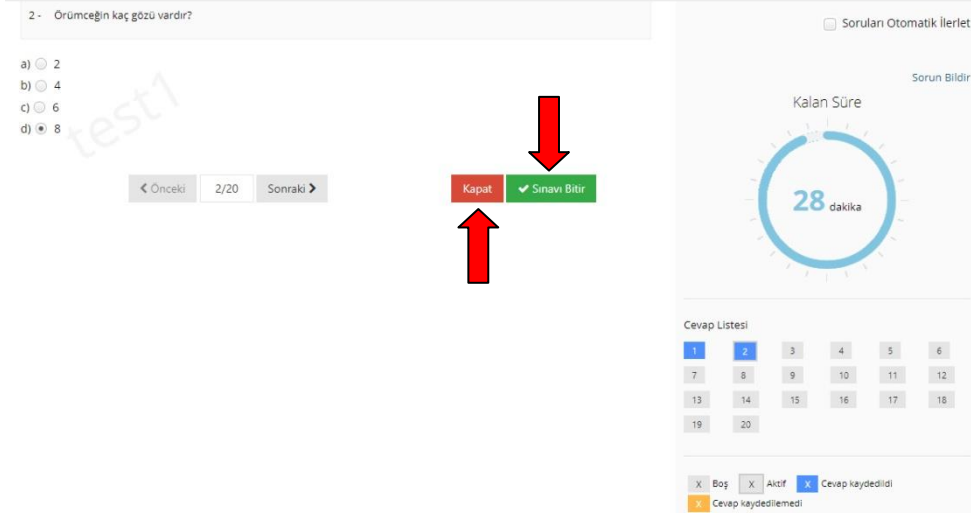 2 - Örümceğin kaç gözü vardır?
a) 2
b) 4
c) 6
d) 8
test1
Önceki 2/20 Sonraki
Kapat Sınavı Bitir
Soruları Otomatik İlerlet
Sorun Bildir
Kalan Süre
28 dakika
Cevap Listesi
1 2 3 4 5 6
7 8 9 10 11 12
13 14 15 16 17 18
19 20
X Boş X Aktif X Cevap kaydedildi
X Cevap kaydedilemedi